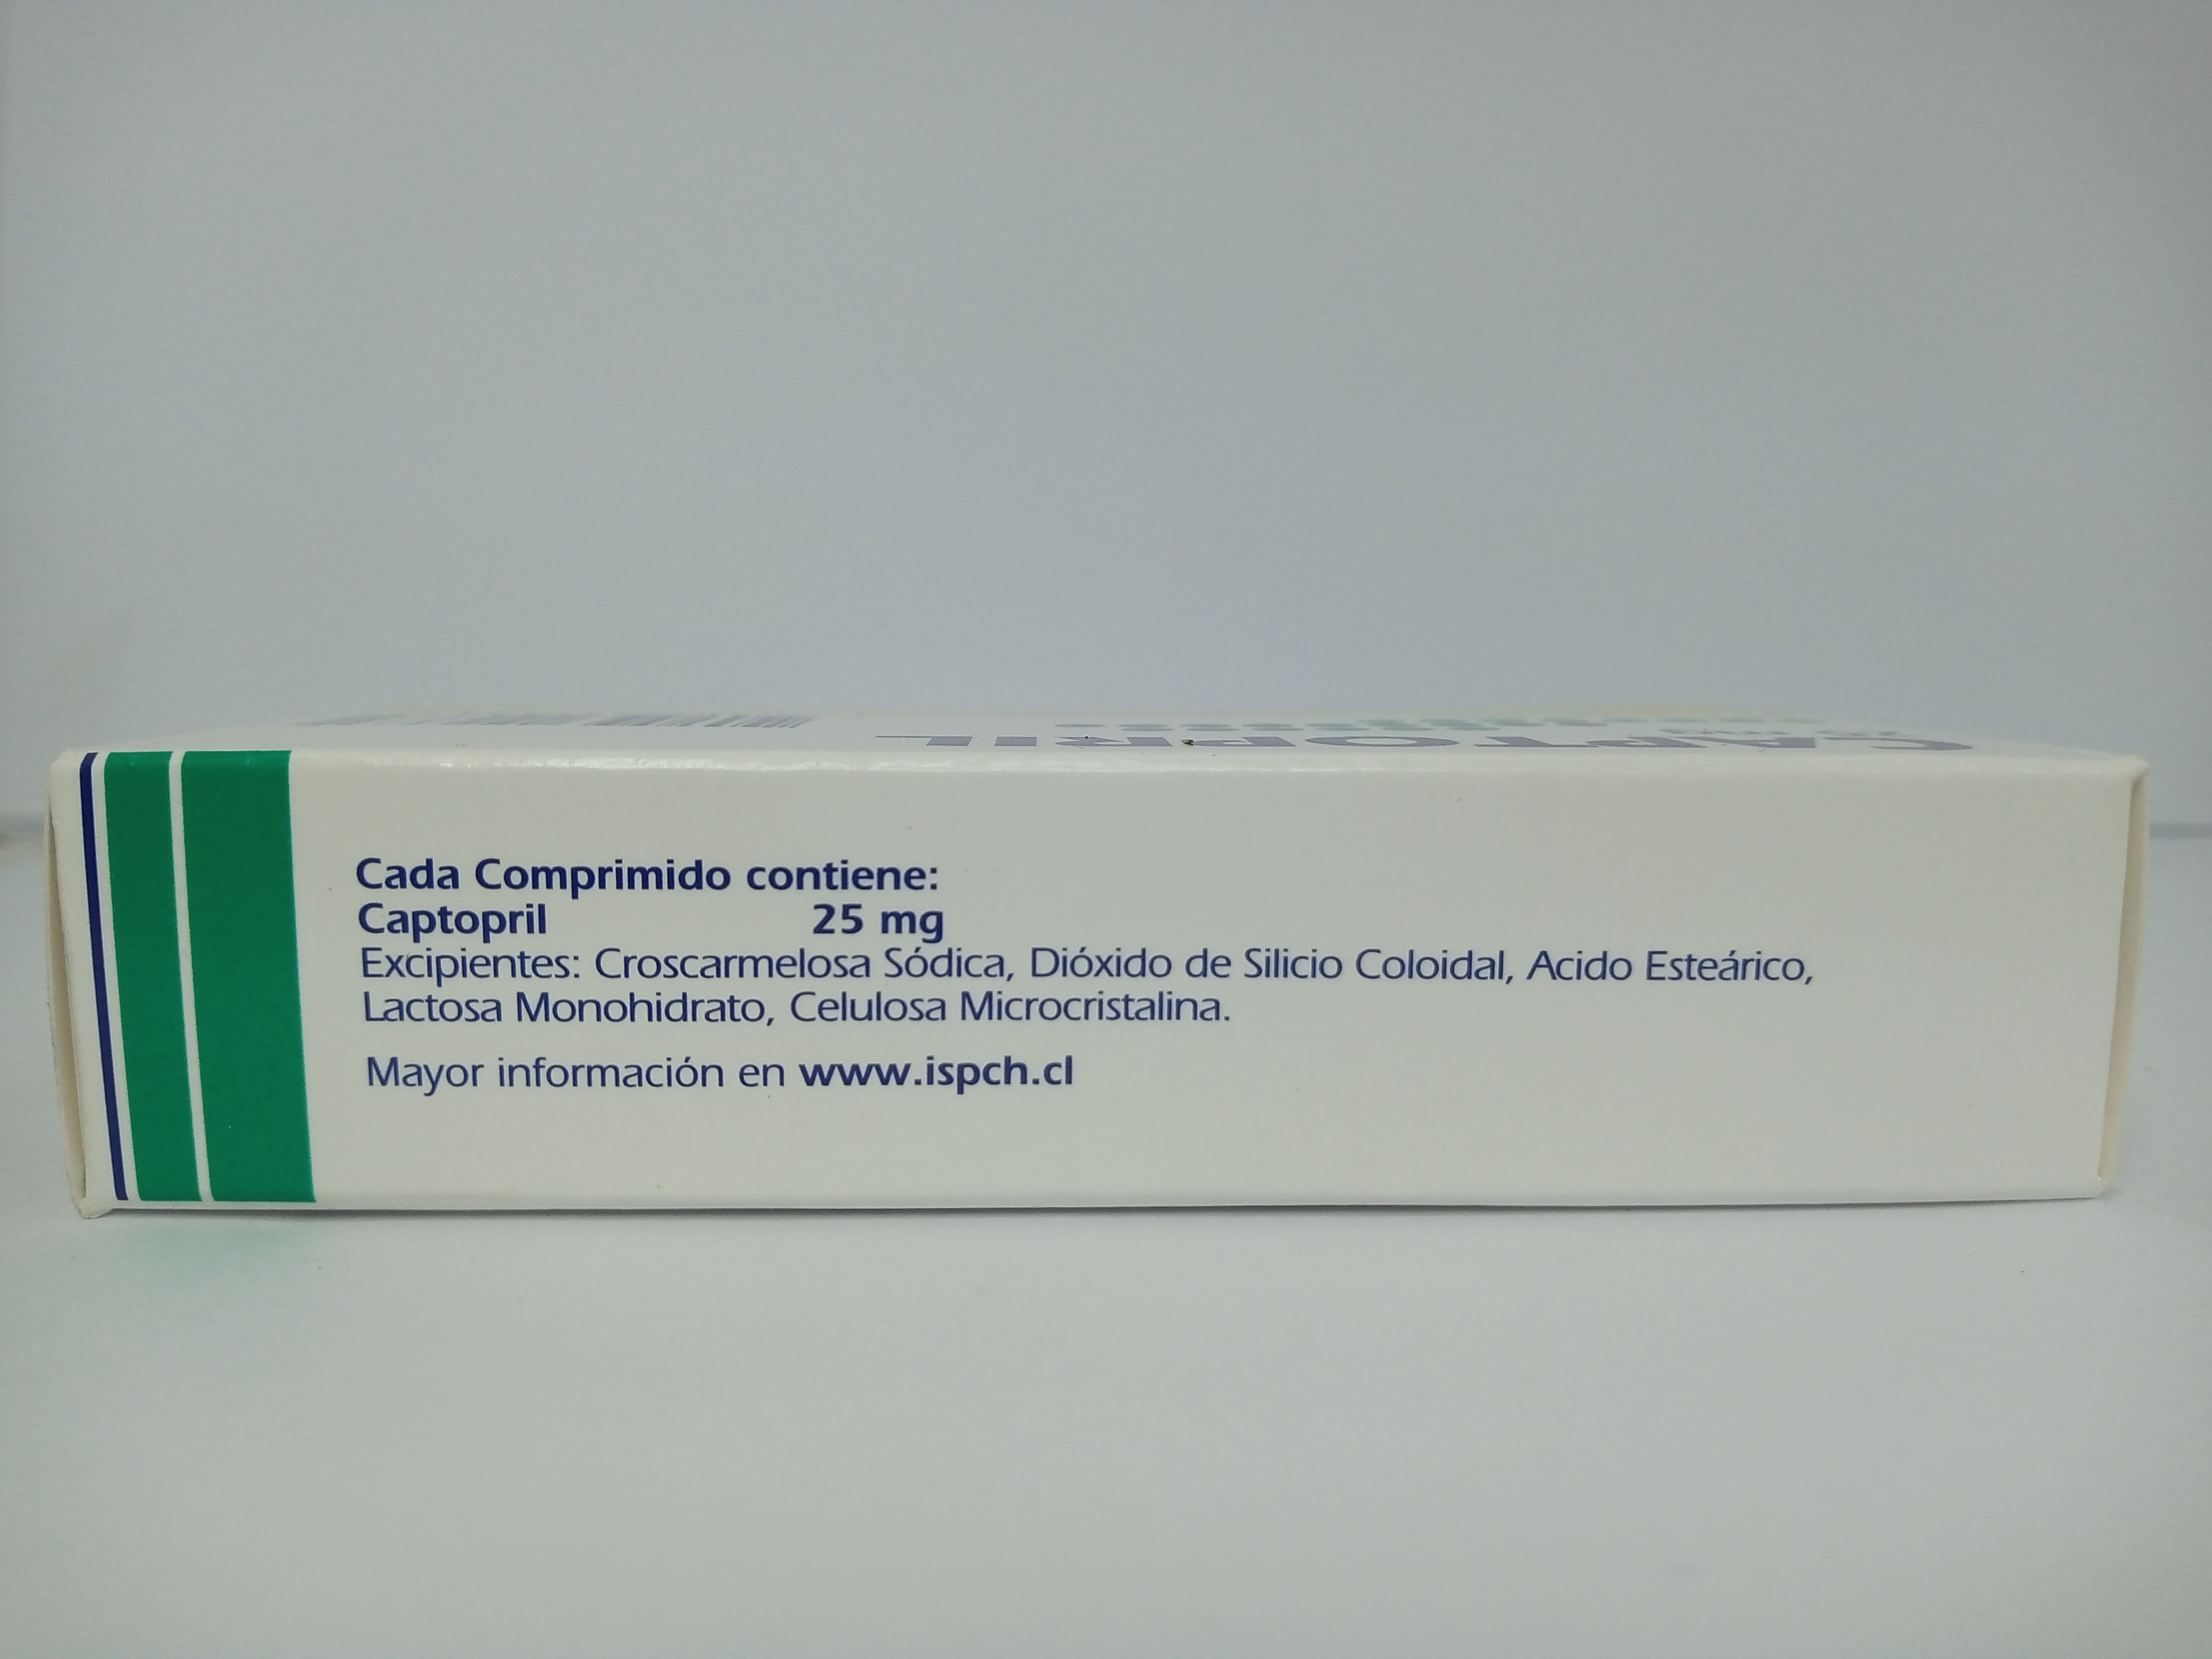 CAPTOPRIL
Cada Comprimido contiene:
Captopril 25 mg
Excipientes: Croscarmelosa Sódica, Dióxido de Silicio Coloidal, Acido Esteárico,
Lactosa Monohidrato, Celulosa Microcristalina.
Mayor información en www.ispch.cl